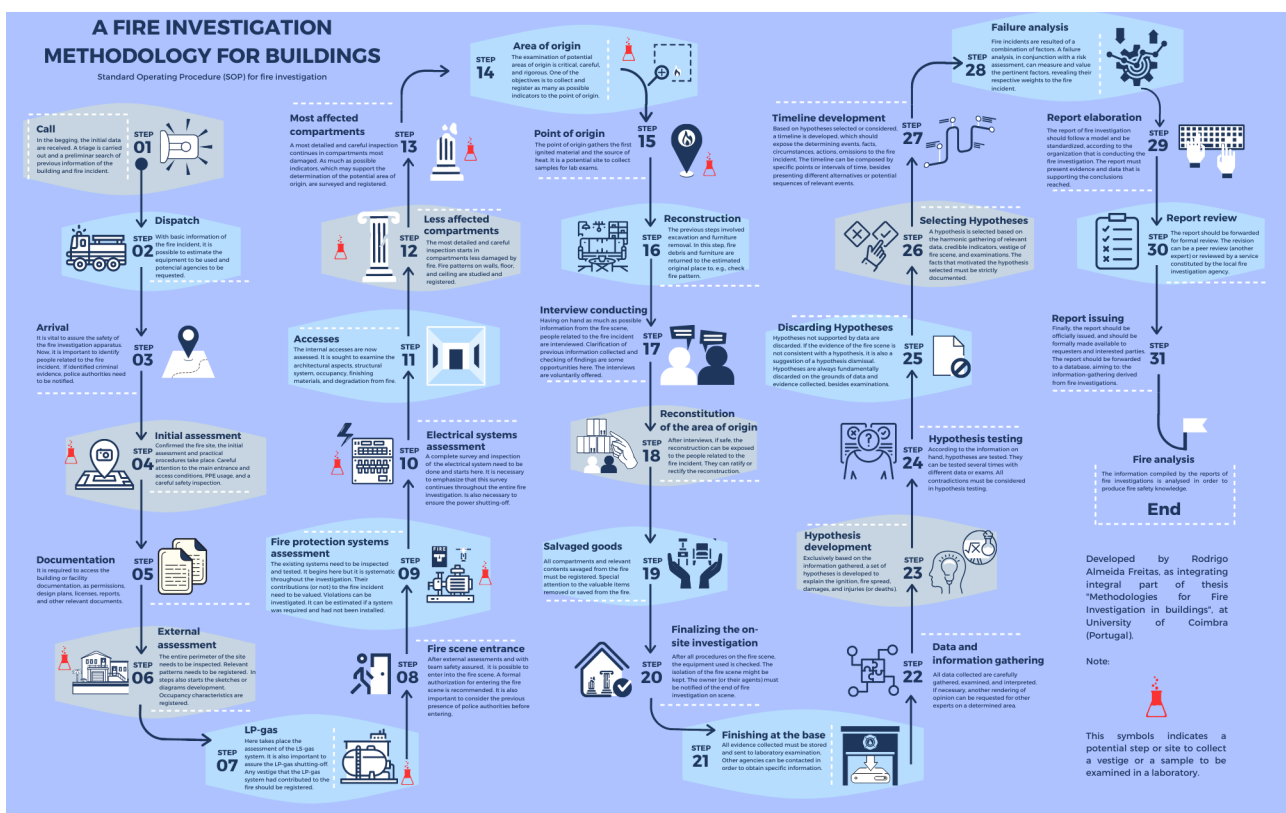 A FIRE INVESTIGATION
METHODOLOGY FOR BUILDINGS
Standard Operating Procedure (SOP) for fire investigation
Call
In the begging, the initial data
are received. A triage is carried
out and a preliminar search of
previous information of the
building and fire incident.
STEP
01
Dispatch
With basic information of
the fire incident, it is
possible to estimate the
equipment to be used and
potencial agencies to be
requested.
STEP
02
Arrival
It is vital to assure the safety of
the fire investigation apparatus.
Now, it is important to identify
people related to the fire
incident. If identified criminal
evidence, police authorities need
to be notified.
STEP
03
Initial assessment
Confirmed the fire site, the initial
assessment and practical
procedures take place. Careful
attention to the main entrance and
access conditions, PPE usage, and a
careful safety inspection.
STEP
04
Documentation
It is required to access the
building or facility
documentation, as permissions,
design plans, licenses, reports,
and other relevant documents.
STEP
05
External
assessment
The entire perimeter of the site
needs to be inspected. Relevant
patterns needs to be registered. In
steps also starts the sketches or
diagrams development.
Occupancy characteristics are
registered.
STEP
06
LP-gas
Here takes place the
assessment of the LS-gas
system. It is also important to
assure the LP-gas shutting-off.
Any vestige that the LP-gas
system had contributed to the
fire should be registered.
STEP
07
Fire scene entrance
After external assessments and with
team safety assured, it is possible to
enter into the fire scene. A formal
authorization for entering the fire
scene is recommended. It is also
important to consider the previous
presence of police authorities before
entering.
STEP
08
Fire protection systems
assessment
The existing systems need to be inspected
and tested. It begins here but it is systematic
throughout the investigation. Their
contributions (or not) to the fire incident
need to be valued. Violations can be
investigated. It can be estimated if a system
was required and had not been installed.
STEP
09
FIRE
Electrical systems
assessment
A complete survey and inspection
of the electrical system need to be
done and starts here. It is necessary
to emphasize that this survey
continues throughout the entire fire
investigation. Is also necessary to
ensure the power shutting-off.
STEP
10
Accesses
The internal accesses are now
assessed. It is sought to examine the
architectural aspects, structural
system, occupancy, finishing
materials, and degradation from fire.
STEP
11
Less affected
compartments
The most detailed and careful
inspection starts in
compartments less damaged by
fire. Fire patterns on walls, floor,
and ceiling are studied and
registered.
STEP
12
Most affected
compartments
A most detailed and careful inspection
continues in compartments most
damaged. As much as possible
indicators, which may support the
determination of the potential area of
origin, are surveyed and registered.
STEP
13
Area of origin
The examination of potential
areas of origin is critical, careful,
and rigorous. One of the
objectives is to collect and
register as many as possible
indicators to the point of origin.
STEP
14
Point of origin
The point of origin gathers the first
ignited material and the source of
heat. It is a potential site to collect
samples for lab exams.
STEP
15
Reconstruction
The previous steps involved
excavation and furniture
removal. In this step, fire
debris and furniture are
returned to the estimated
original place to, e.g., check
fire pattern.
STEP
16
Interview conducting
Having on hand as much as possible
information from the fire scene,
people related to the fire incident
are interviewed. Clarification of
previous information collected and
checking of findings are some
opportunities here. The interviews
are voluntarily offered.
STEP
17
Reconstitution
of the area of origin
After interviews, if safe, the
reconstruction can be exposed
to the people related to the
fire incident. They can ratify or
rectify the reconstruction.
STEP
18
Salvaged goods
All compartments and relevant
contents savaged from the fire
must be registered. Special
attention to the valuable items
removed or saved from the fire.
STEP
19
Finalizing the on-
site investigation
After all procedures on the fire scene,
the equipment used is checked. The
isolation of the fire scene might be
kept. The owner (or their agents) must
be notified of the end of fire
investigation on scene.
STEP
20
Finishing at the base
All evidence collected must be stored
and sent to laboratory examination.
Other agencies can be contacted in
order to obtain specific information.
STEP
21
Data and
information gathering
All data collected are carefully
gathered, examined, and interpreted.
If necessary, another rendering of
opinion can be requested for other
experts on a determined area.
STEP
22
Hypothesis
development
Exclusively based on the
information gathered, a set of
hypotheses is developed to
explain the ignition, fire spread,
damages, and injuries (or deaths).
STEP
23
Hypothesis testing
According to the information on
hand, hypotheses are tested. They
can be tested several times with
different data or exams. All
contradictions must be considered
in hypothesis testing.
STEP
24
Discarding Hypotheses
Hypotheses not supported by data are
discarded. If the evidence of the fire scene is
not consistent with a hypothesis, it is also a
suggestion of a hypothesis dismissal.
Hypotheses are always fundamentally
discarded on the grounds of data and
evidence collected, besides examinations.
STEP
25
Selecting Hypotheses
A hypothesis is selected based on
the harmonic gathering of relevant
data, credible indicators, vestige of
fire scene, and examinations. The
facts that motivated the hypothesis
selected must be strictly
documented.
STEP
26
Timeline development
Based on hypotheses selected or considered,
a timeline is developed, which should
expose the determining events, facts,
circumstances, actions, omissions to the fire
incident. The timeline can be composed by
specific points or intervals of time, besides
presenting different alternatives or potential
sequences of relevant events.
STEP
27
Failure analysis
Fire incidents are resulted of a
combination of factors. A failure
analysis, in conjunction with a risk
assessment, can measure and value
the pertinent factors, revealing their
respective weights to the fire
incident.
STEP
28
Report elaboration
The report of fire investigation
should follow a model and be
standardized, according to the
organization that is conducting the
fire investigation. The report must
present evidence and data that is
supporting the conclusions
reached.
STEP
29
Report review
The report should be forwarded
for formal review. The revision
can be a peer review (another
expert) or reviewed by a service
constituted by the local fire
investigation agency.
STEP
30
Report issuing
Finally, the report should be
officially issued, and should be
formally made available to
requesters and interested parties.
The report should be forwarded
to a database, aiming to: the
information-gathering derived
from fire investigations.
STEP
31
Fire analysis
The information compiled by the reports of
fire investigations is analysed in order to
produce fire safety knowledge.
End
Developed by Rodrigo
Almeida Freitas, as integrating
integral part of thesis
"Methodologies for Fire
Investigation in buildings", at
University of Coimbra
(Portugal).
Note:
This symbols indicates a
potential step or site to collect
a vestige or a sample to be
examined in a laboratory.